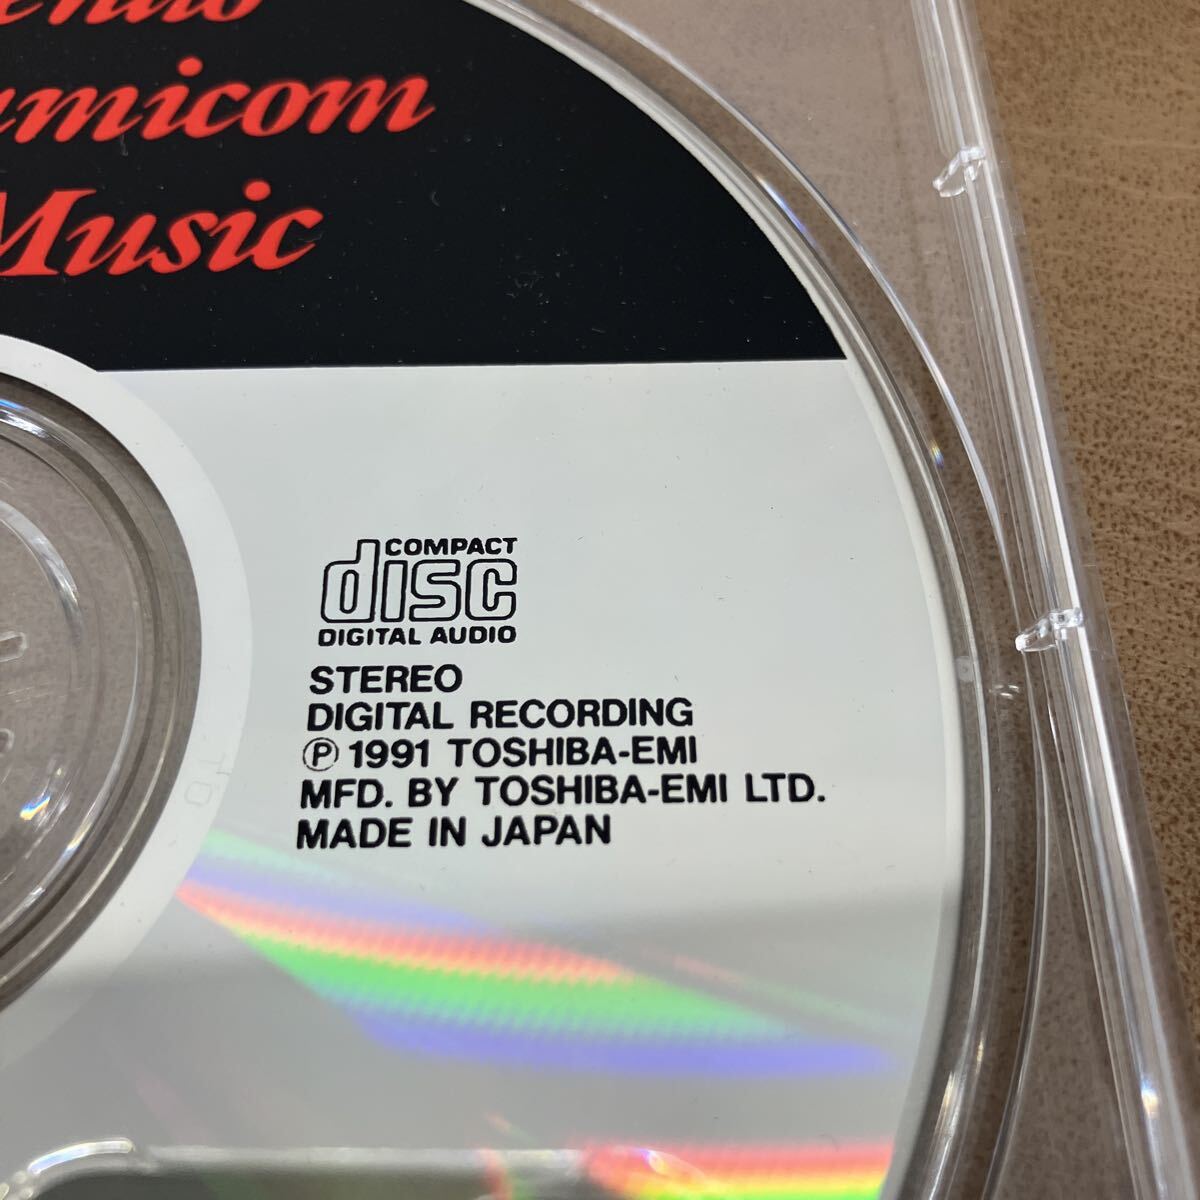 Music
COMPACT
disc
DIGITAL AUDIO
STEREO
DIGITAL RECORDING
Ⓟ 1991 TOSHIBA-EMI
MFD. BY TOSHIBA-EMI LTD.
MADE IN JAPAN